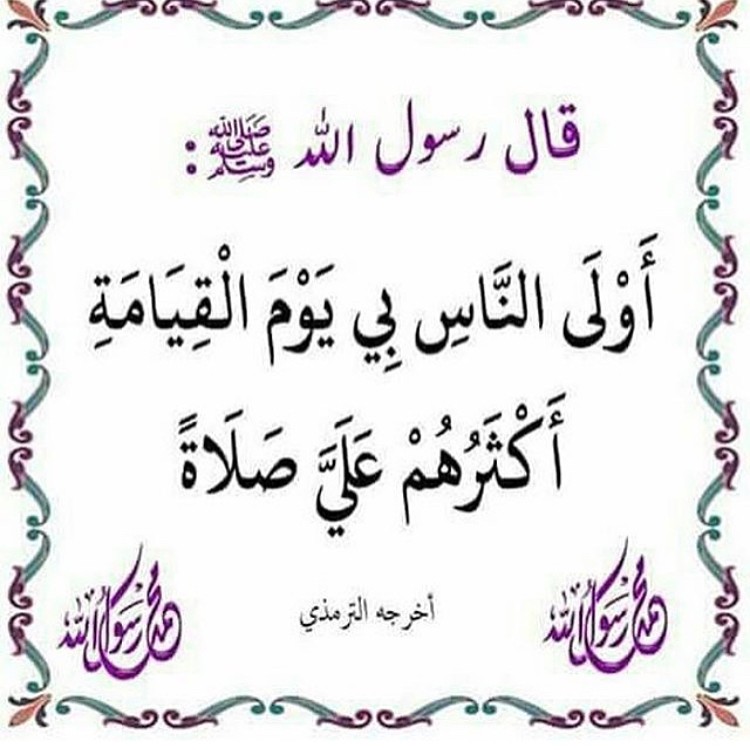 قال رسول الله ﷺ :
أَوْلَى النَّاسِ بِي يَوْمَ الْقِيَامَةِ
أَكْثَرُهُمْ عَلَيَّ صَلَاةً
أخرجه الترمذي
محمد رسول الله
محمد رسول الله